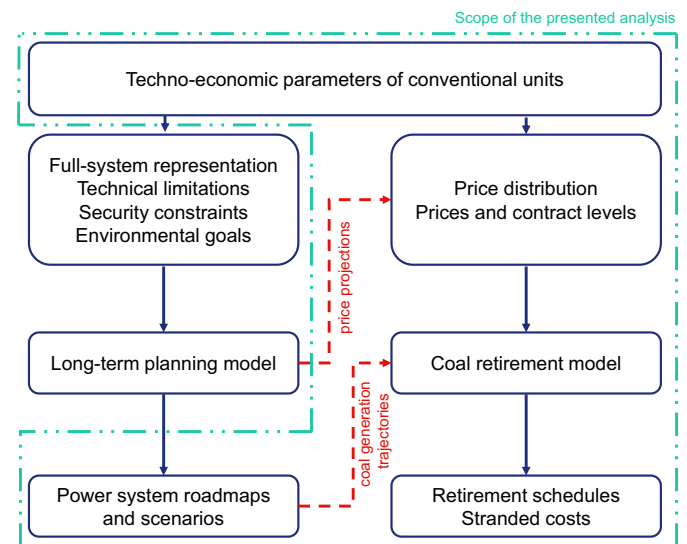 Scope of the presented analysis
Techno-economic parameters of conventional units
Full-system representation
Technical limitations
Security constraints
Environmental goals
Price distribution
Prices and contract levels
price projections
Long-term planning model
Coal retirement model
coal generation
trajectories
Power system roadmaps
and scenarios
Retirement schedules
Stranded costs